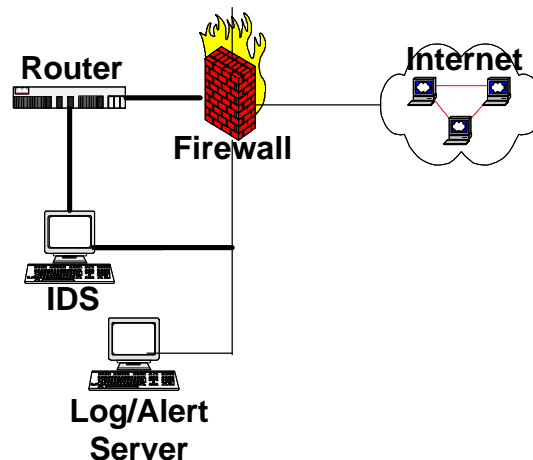 Router
Internet
Firewall
IDS
Log/Alert
Server